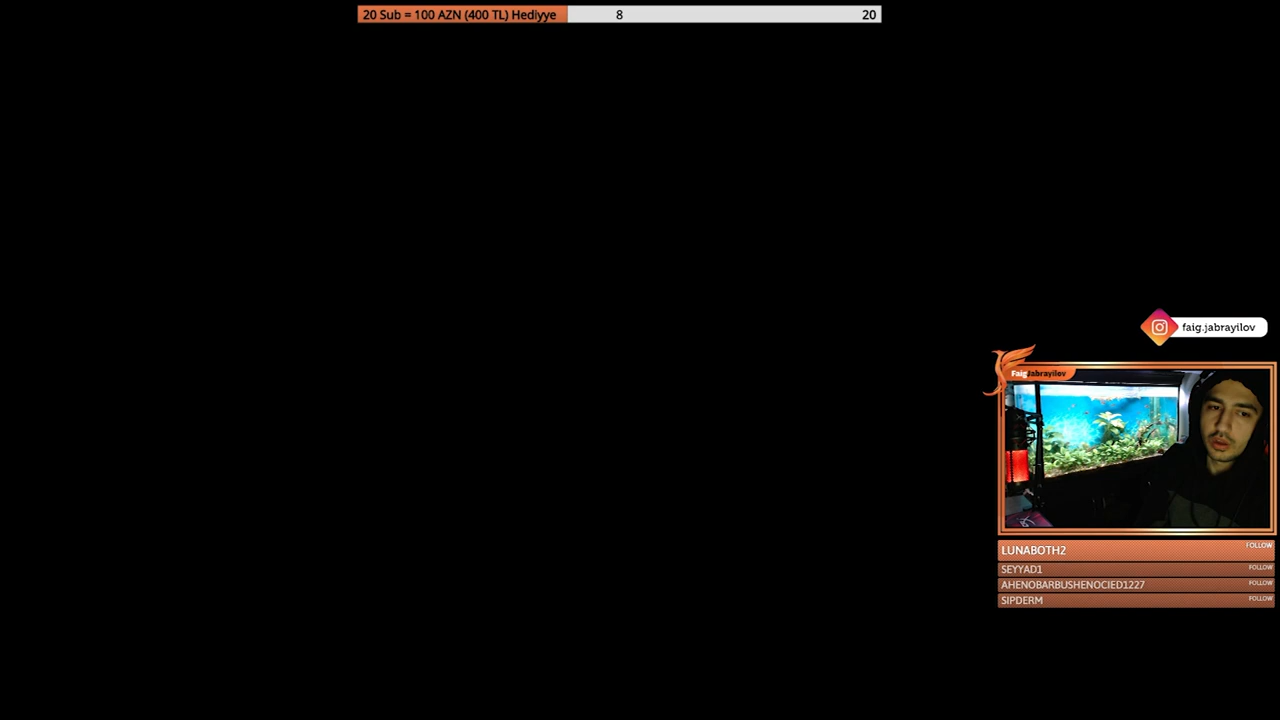 20 Sub = 100 AZN (400 TL) Hediyye 8 20
faig.jabrayilov
FaigJabrayilov
LUNABOTH2 FOLLOW
SEYYAD1 FOLLOW
AHENOBARBUSHENOCIED1227 FOLLOW
SIPDERM FOLLOW